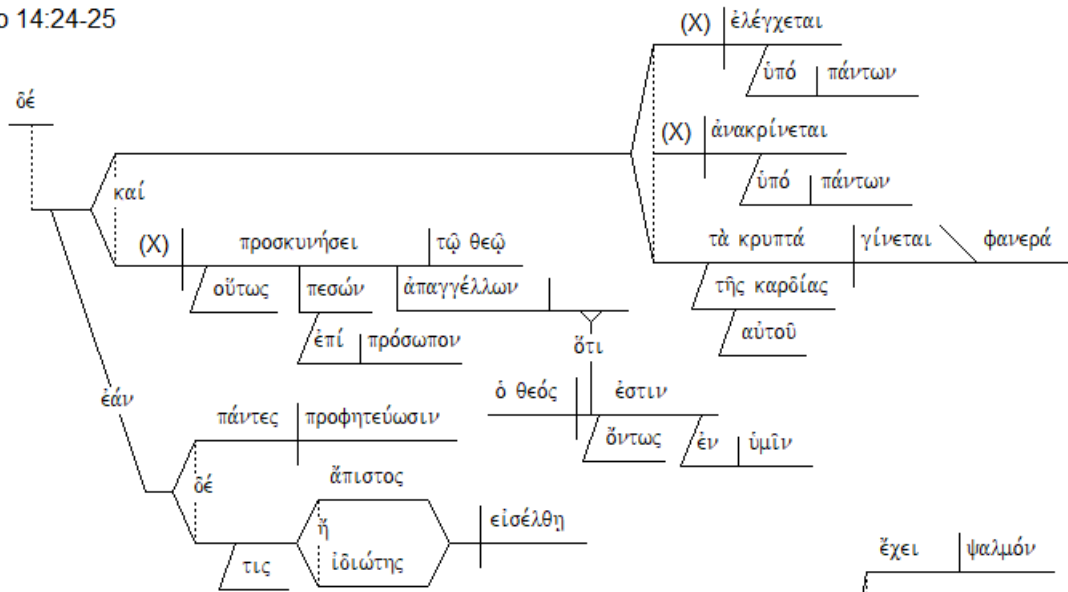 o 14:24-25
(X) ἐλέγχεται
ὑπό πάντων
δέ
(X) ἀνακρίνεται
ὑπό πάντων
καί
(X) προσκυνήσει τῷ θεῷ
τὰ κρυπτά γίνεται φανερά
οὕτως πεσών ἀπαγγέλλων
τῆς καρδίας
ἐπί πρόσωπον
ὅτι
αὐτοῦ
ἐάν
ὁ θεός ἐστιν
πάντες προφητεύωσιν
ὄντως ἐν ὑμῖν
δέ
ἄπιστος
ἤ
εἰσέλθῃ
τις
ἰδιώτης
ἔχει ψαλμόν